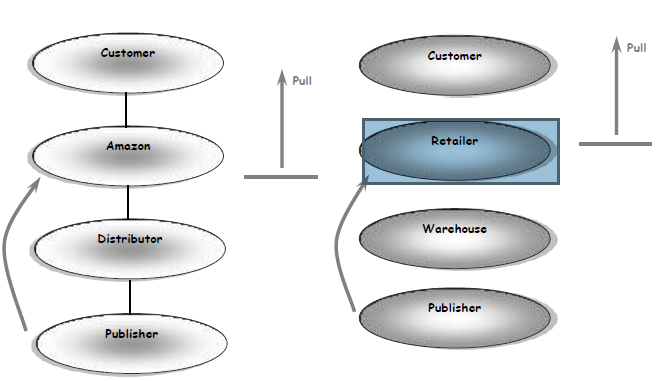 Customer
Pull
Amazon
Distributor
Publisher
Customer
Pull
Retailer
Warehouse
Publisher